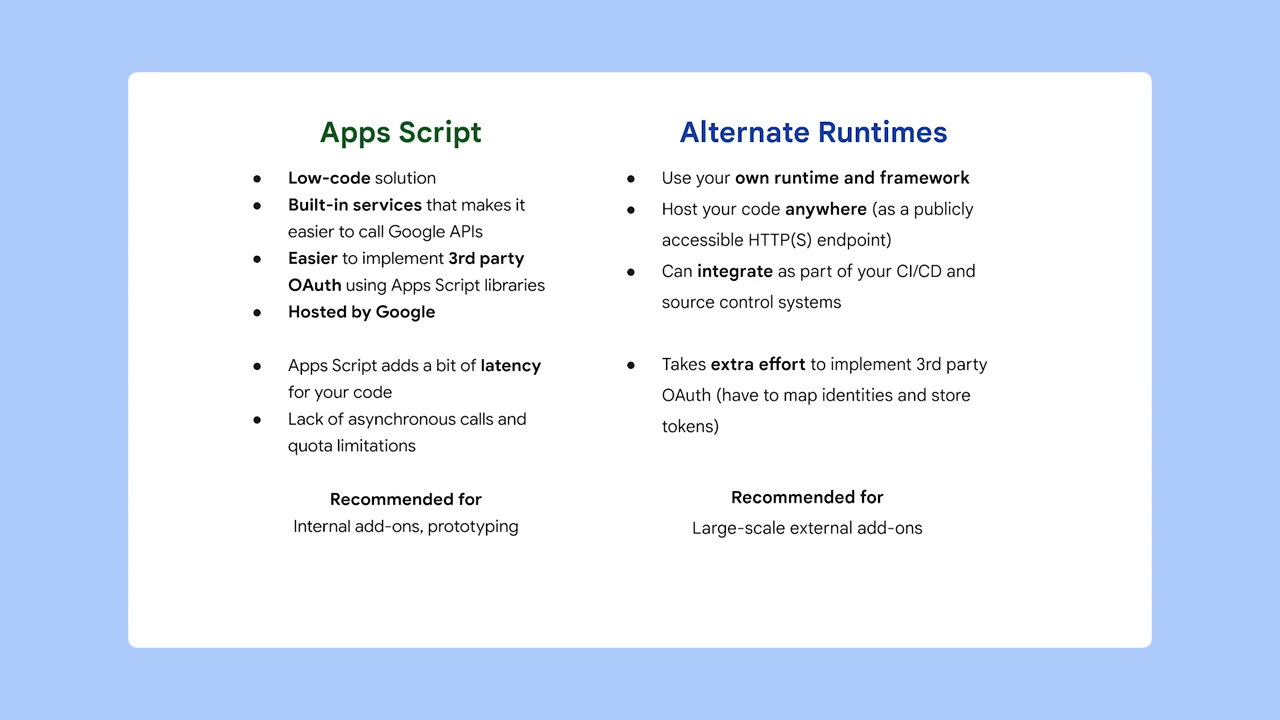 Apps Script
● Low-code solution
● Built-in services that makes it
easier to call Google APIs
● Easier to implement 3rd party
OAuth using Apps Script libraries
● Hosted by Google
● Apps Script adds a bit of latency
for your code
● Lack of asynchronous calls and
quota limitations
Recommended for
Internal add-ons, prototyping
Alternate Runtimes
● Use your own runtime and framework
● Host your code anywhere (as a publicly
accessible HTTP(S) endpoint)
● Can integrate as part of your CI/CD and
source control systems
● Takes extra effort to implement 3rd party
OAuth (have to map identities and store
tokens)
Recommended for
Large-scale external add-ons